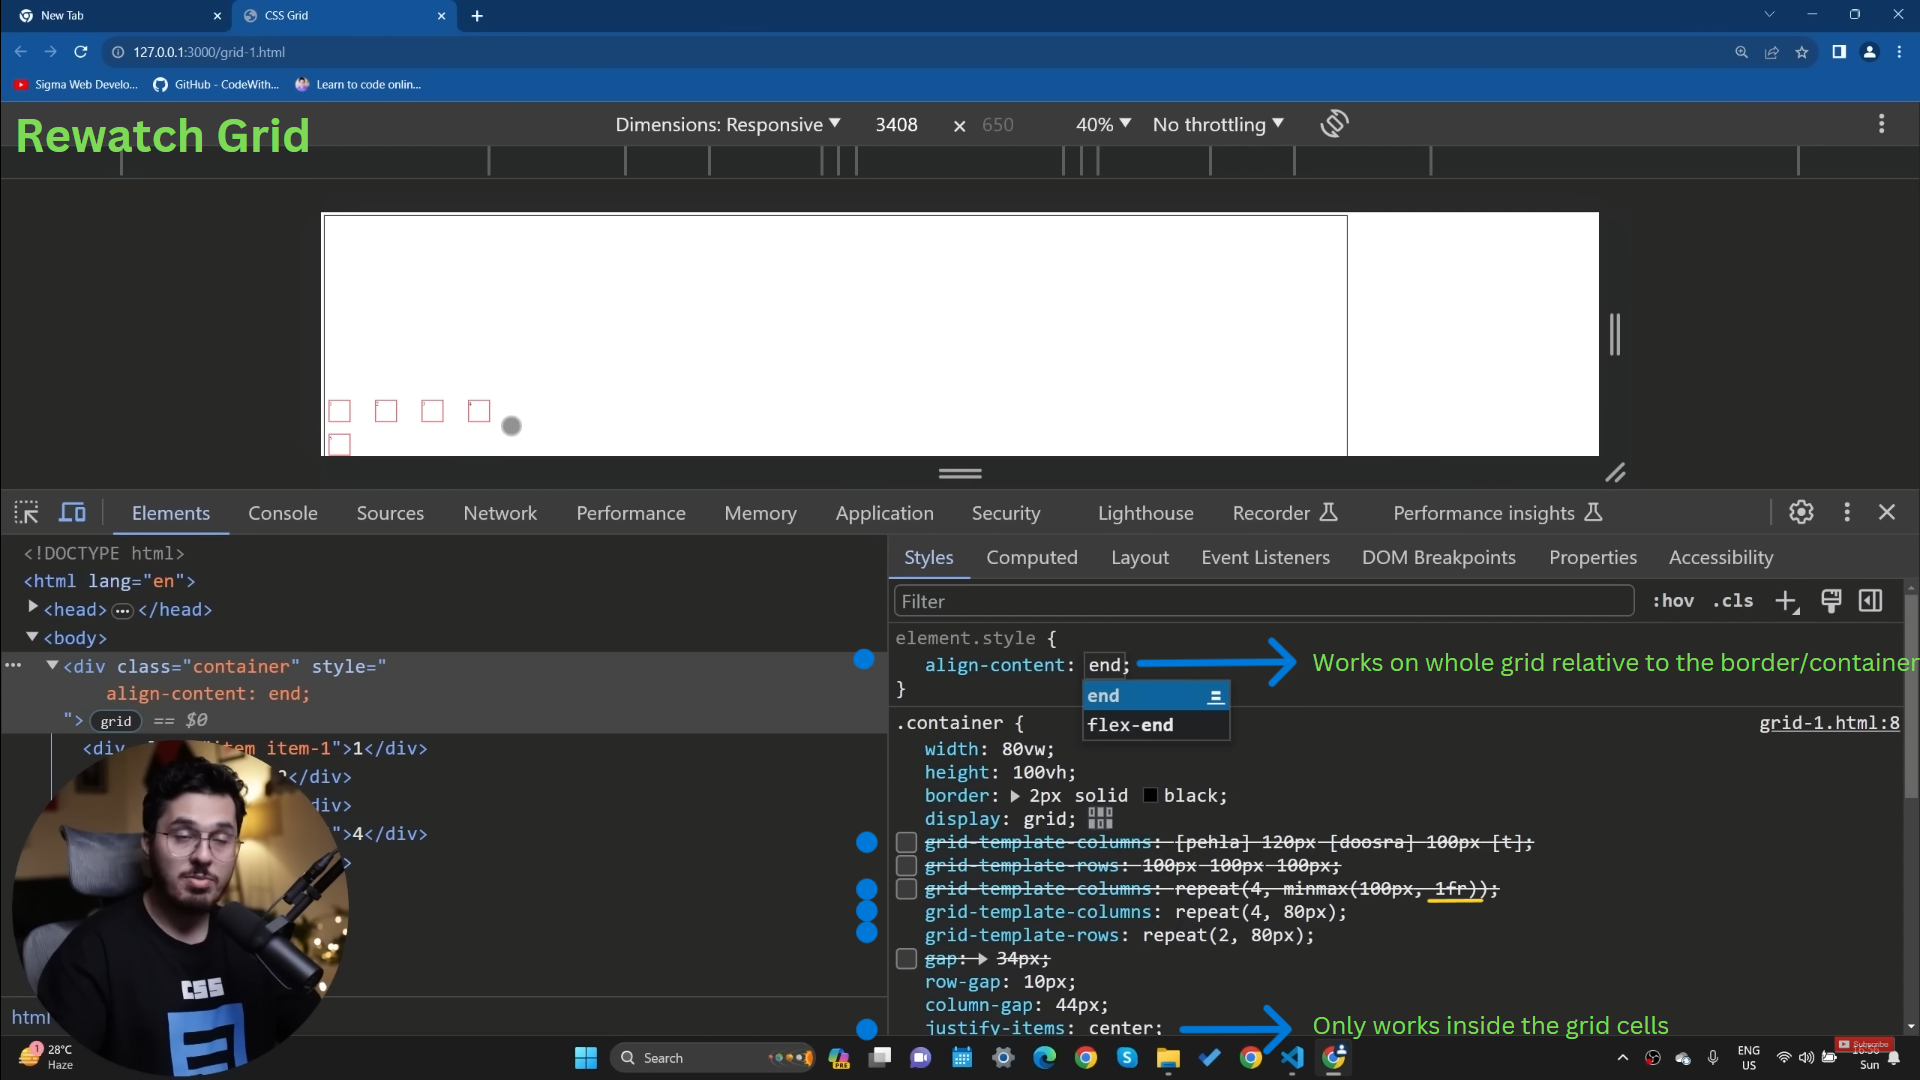 New Tab
CSS Grid
127.0.0.1:3000/grid-1.html
Sigma Web Develo...
GitHub - CodeWith...
Learn to code onlin...
Rewatch Grid
Dimensions: Responsive
3408 × 650
40%
No throttling
Elements
Console
Sources
Network
Performance
Memory
Application
Security
Lighthouse
Recorder
Performance insights
<!DOCTYPE html>
<html lang="en">
<head> ••• </head>
<body>
<div class="container" style="
align-content: end;
"> grid == $0
item item-1">1</div>
</div>
div>
">4</div>
html
Styles
Computed
Layout
Event Listeners
DOM Breakpoints
Properties
Accessibility
Filter
:hov
.cls
element.style {
align-content: end;
Works on whole grid relative to the border/container
end
flex-end
}
.container {
grid-1.html:8
width: 80vw;
height: 100vh;
border: 2px solid black;
display: grid;
grid-template-columns: [pehla] 120px [doosra] 100px [t];
grid-template-rows: 100px 100px 100px;
grid-template-columns: repeat(4, minmax(100px, 1fr));
grid-template-columns: repeat(4, 80px);
grid-template-rows: repeat(2, 80px);
gap: 34px;
row-gap: 10px;
column-gap: 44px;
justify-items: center;
Only works inside the grid cells
CSS
28°C
Haze
Search
PRE
ENG
US
Subscribe
Sun